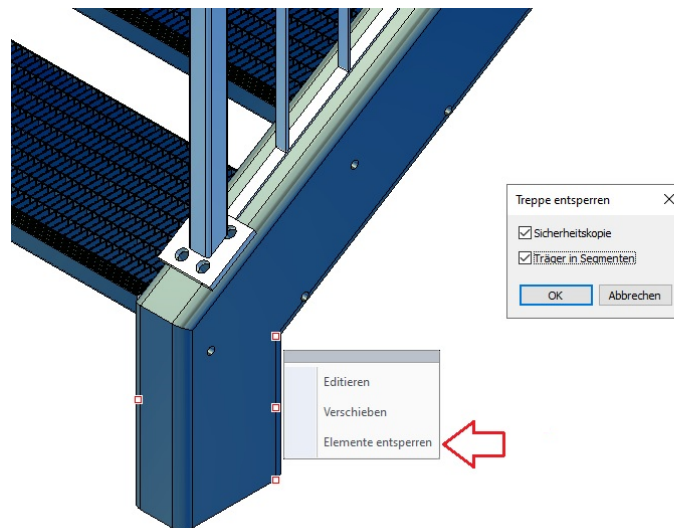 Treppe entsperren
Sicherheitskopie
Träger in Segmenten
OK
Abbrechen
Editieren
Verschieben
Elemente entsperren